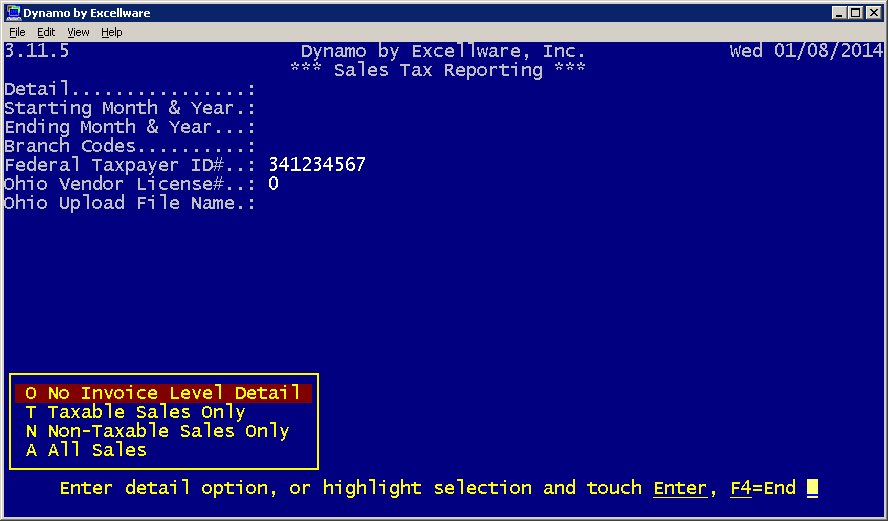 Dynamo by Excellware
File Edit View Help
3.11.5 Dynamo by Excellware, Inc. Wed 01/08/2014
*** Sales Tax Reporting ***
Detail................:
Starting Month & Year.:
Ending Month & Year...:
Branch Codes..........:
Federal Taxpayer ID#..: 341234567
Ohio Vendor License#..: 0
Ohio Upload File Name.:
O No Invoice Level Detail
T Taxable Sales Only
N Non-Taxable Sales Only
A All Sales
Enter detail option, or highlight selection and touch Enter, F4=End